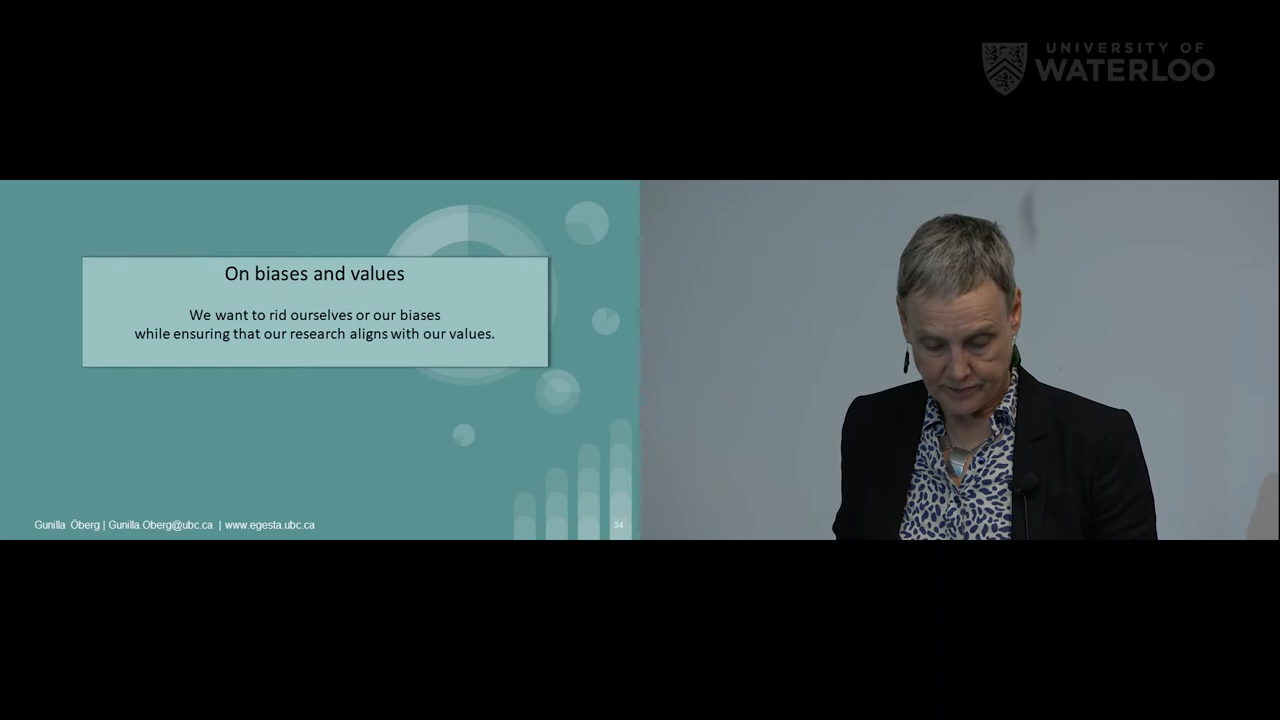 UNIVERSITY OF
WATERLOO
On biases and values
We want to rid ourselves or our biases
while ensuring that our research aligns with our values.
Gunilla Öberg | Gunilla.Oberg@ubc.ca | www.egesta.ubc.ca
34